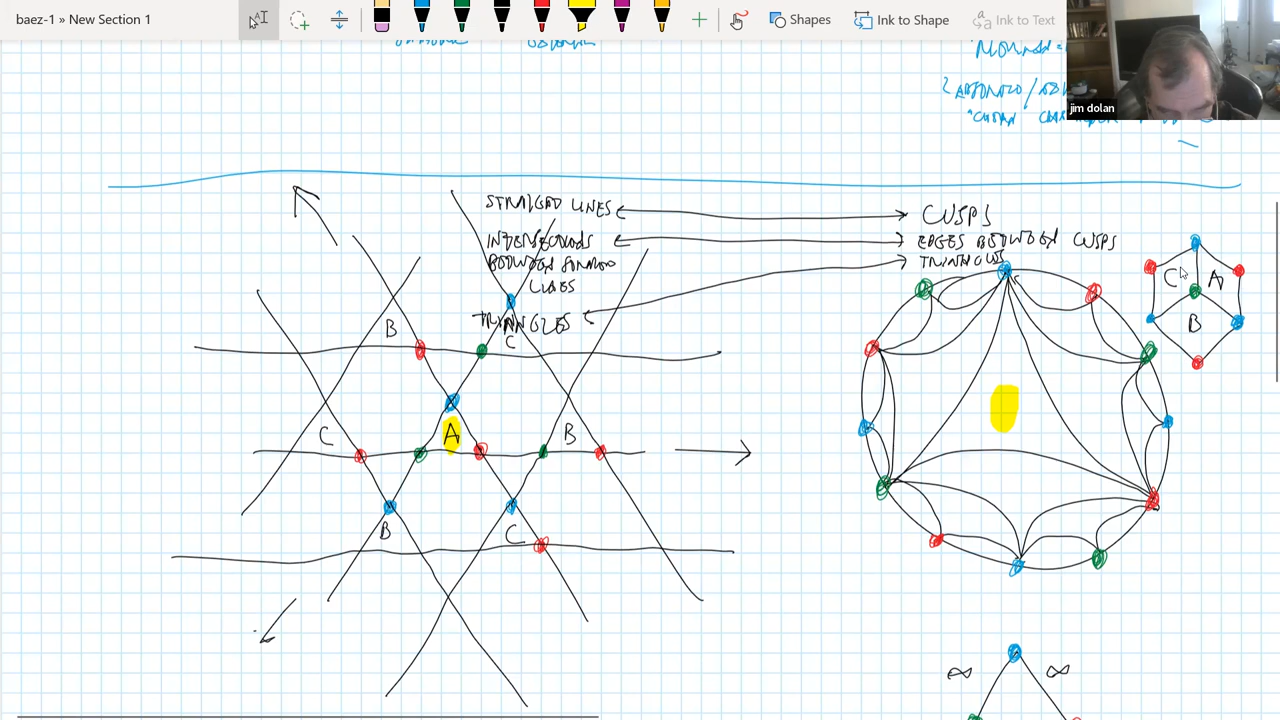 baez-1 » New Section 1
Shapes
Ink to Shape
Ink to Text
jim dolan
STRAIGHT LINES
CUSPS
INTERSECTIONS
BETWEEN STRAIGHT
LINES
EDGES BETWEEN CUSPS
TRIANGLES
TRIANGLES
B
C
C
A
B
A
C
B
B
C
∞ ∞